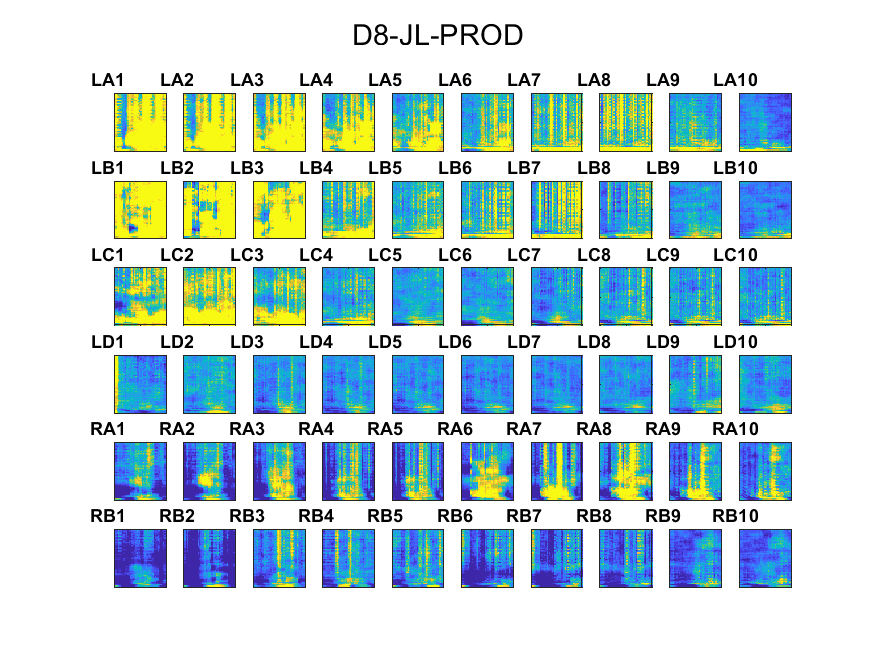 D8-JL-PROD
LA1 LA2 LA3 LA4 LA5 LA6 LA7 LA8 LA9 LA10
LB1 LB2 LB3 LB4 LB5 LB6 LB7 LB8 LB9 LB10
LC1 LC2 LC3 LC4 LC5 LC6 LC7 LC8 LC9 LC10
LD1 LD2 LD3 LD4 LD5 LD6 LD7 LD8 LD9 LD10
RA1 RA2 RA3 RA4 RA5 RA6 RA7 RA8 RA9 RA10
RB1 RB2 RB3 RB4 RB5 RB6 RB7 RB8 RB9 RB10